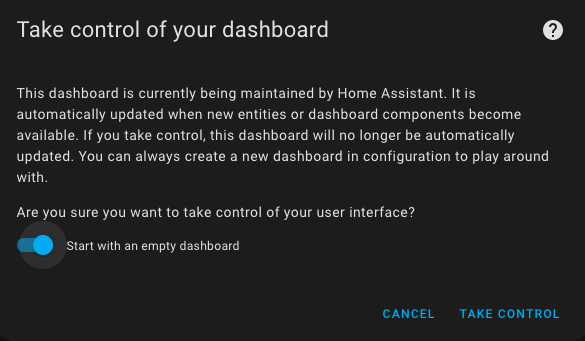 Take control of your dashboard
?
This dashboard is currently being maintained by Home Assistant. It is
automatically updated when new entities or dashboard components become
available. If you take control, this dashboard will no longer be automatically
updated. You can always create a new dashboard in configuration to play around
with.
Are you sure you want to take control of your user interface?
Start with an empty dashboard
CANCEL TAKE CONTROL